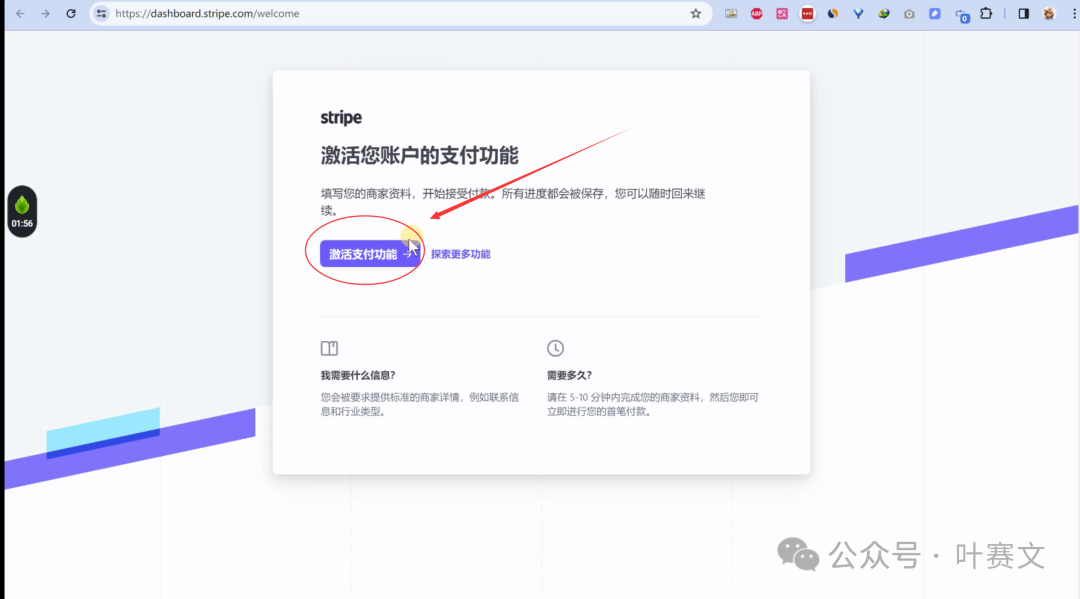 https://dashboard.stripe.com/welcome
ABP
0
stripe
激活您账户的支付功能
填写您的商家资料，开始接受付款。所有进度都会被保存，您可以随时回来继
续。
01:56
激活支付功能 → 探索更多功能
我需要什么信息?
您会被要求提供标准的商家详情，例如联系信
息和行业类型。
需要多久?
请在 5-10 分钟内完成您的商家资料，然后您即可
立即进行您的首笔付款。
公众号 · 叶赛文